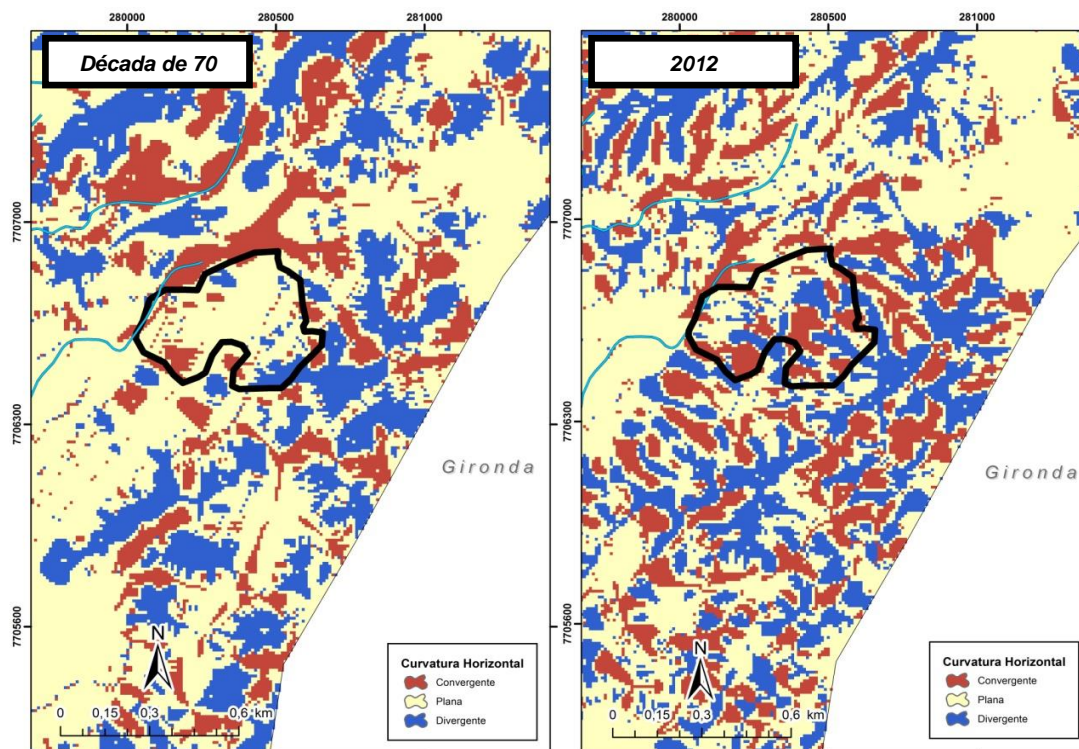 280000 280500 281000
Década de 70
7707000
7706300
7705600
Gironda
N
0 0,15 0,3 0,6 km
Curvatura Horizontal
Convergente
Plana
Divergente
280000 280500 281000
2012
7707000
7706300
7705600
Gironda
N
0 0,15 0,3 0,6 km
Curvatura Horizontal
Convergente
Plana
Divergente